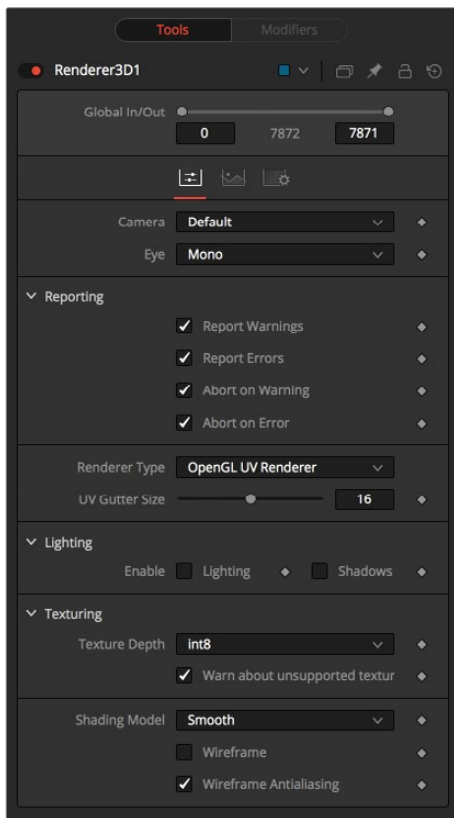 Tools Modifiers
Renderer3D1
Global In/Out
0 7872 7871
Camera Default
Eye Mono
Reporting
Report Warnings
Report Errors
Abort on Warning
Abort on Error
Renderer Type OpenGL UV Renderer
UV Gutter Size 16
Lighting
Enable Lighting Shadows
Texturing
Texture Depth int8
Warn about unsupported textur
Shading Model Smooth
Wireframe
Wireframe Antialiasing